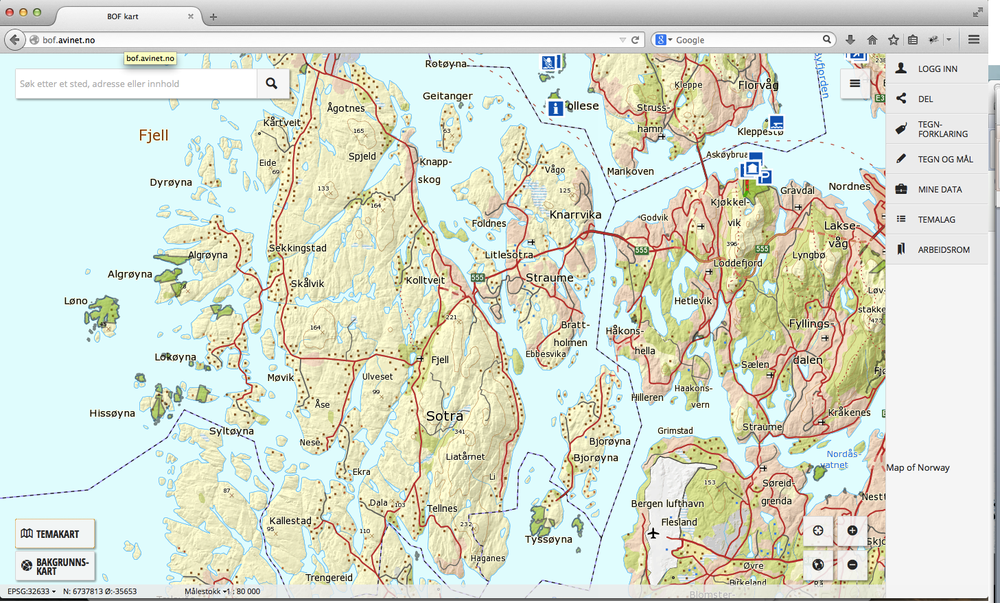 BOF kart
bof.avinet.no
Google
bof.avinet.no
Søk etter et sted, adresse eller innhold
LOGG INN
DEL
TEGN-
FORKLARING
TEGN OG MÅL
MINE DATA
TEMALAG
ARBEIDSROM
Map of Norway
Rotøyna
Geitanger
Ågotnes
Kårtveit
165
63
Fjell
Spjeld
Eide
69
Knapp-
skog
Dyrøyna
133
164
Kleppe
Florvåg
Byfjorden
ollese
Struss-
hamn
Kleppestø
Askøybrua
Marikoven
Vågo
125
Knarrvika
Foldnes
Litlesotra
Straume
555
Kolltveit
Sekkingstad
Algrøyna
Algrøyna
78
Skålvik
Løno
45
164
221
Bratt-
holmen
Ebbesvika
Lokøyna
Fjell
Møvik
Ulveset
99
Åse
Hissøyna
Syltøyna
Nese
Sotra
341
Liatårnet
Li
Ekra
87
Dala
103
Tellnes
232
Kallestad
95
110
Haganes
Trengereid
Gravdal
Nordnes
Kjøkkel-
vik
396
Godvik
555
555
Loddefjord
Lakse-
våg
Lyngbø
Hetlevik
Løv-
stakke
477
Fyllings-
dalen
Håkons-
hella
Sælen
Hilleren
Haakons-
vern
Kråkenes
Straume
Grimstad
Bjorøyna
Bjorøyna
Nordås-
vatnet
153
Søreid-
grenda
Bergen lufthavn
Flesland
Tyssøyna
Øvre
Birkeland
Blomster-
TEMAKART
BAKGRUNNS-
KART
EPSG:32633
N: 6737813 Ø:-35653
Målestokk
1 : 80 000